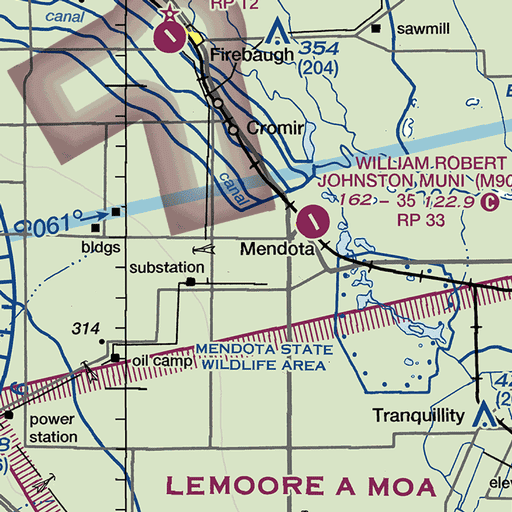 RP 12
canal
sawmill
Firebaugh
354
(204)
Cromir
WILLIAM ROBERT
JOHNSTON MUNI (M90
162 - 35 122.9 C
RP 33
canal
061°→
bldgs
Mendota
substation
314
MENDOTA STATE
WILDLIFE AREA
oil camp
power
station
Tranquillity
LEMOORE A MOA
elev